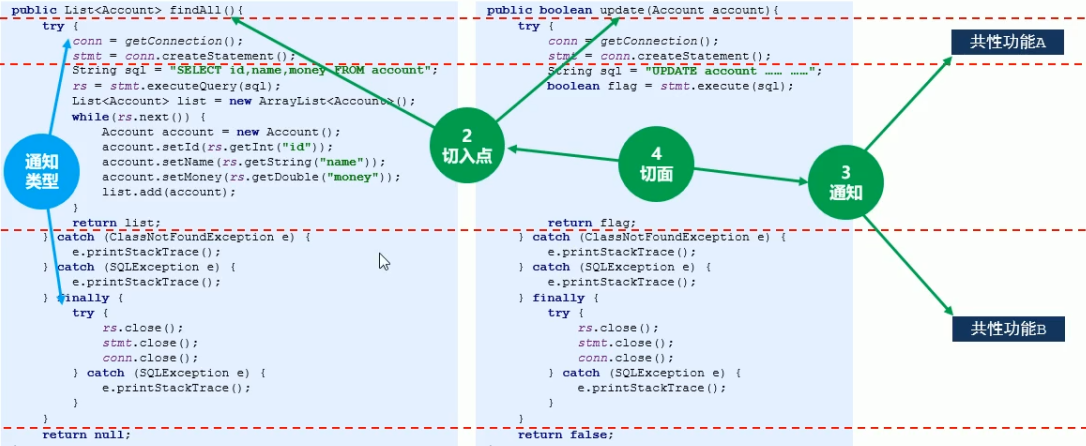 public List<Account> findAll(){
try {
conn = getConnection();
stmt = conn.createStatement();
String sql = "SELECT id,name,money FROM account";
rs = stmt.executeQuery(sql);
List<Account> list = new ArrayList<Account>();
while(rs.next()) {
Account account = new Account();
account.setId(rs.getInt("id"));
account.setName(rs.getString("name"));
account.setMoney(rs.getDouble("money"));
list.add(account);
}
return list;
} catch (ClassNotFoundException e) {
e.printStackTrace();
} catch (SQLException e) {
e.printStackTrace();
} finally {
try {
rs.close();
stmt.close();
conn.close();
} catch (SQLException e) {
e.printStackTrace();
}
}
return null;
public boolean update(Account account){
try {
conn = getConnection();
stmt = conn.createStatement();
String sql = "UPDATE account …… ……";
boolean flag = stmt.execute(sql);
return flag;
} catch (ClassNotFoundException e) {
e.printStackTrace();
} catch (SQLException e) {
e.printStackTrace();
} finally {
try {
rs.close();
stmt.close();
conn.close();
} catch (SQLException e) {
e.printStackTrace();
}
}
return false;
通知
类型
2
切入点
4
切面
3
通知
共性功能A
共性功能B